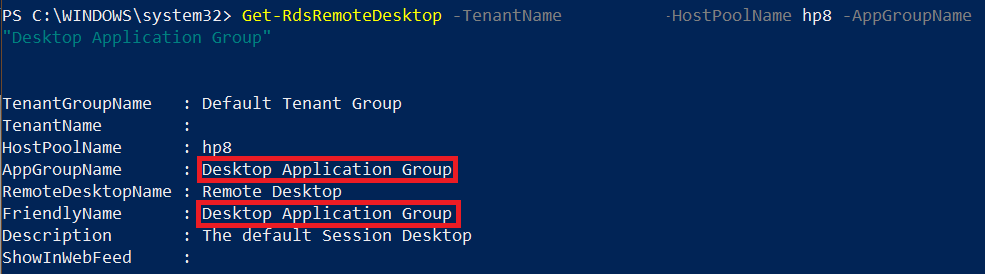 PS C:\WINDOWS\system32> Get-RdsRemoteDesktop -TenantName -HostPoolName hp8 -AppGroupName
"Desktop Application Group"
TenantGroupName : Default Tenant Group
TenantName :
HostPoolName : hp8
AppGroupName : Desktop Application Group
RemoteDesktopName : Remote Desktop
FriendlyName : Desktop Application Group
Description : The default Session Desktop
ShowInWebFeed :